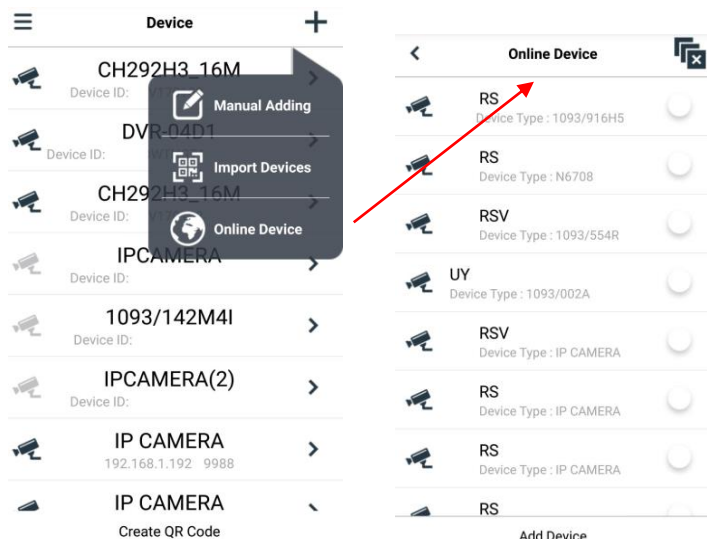 Device
CH292H3_16M
Device ID:
Manual Adding
DVR-04D1
Device ID:
Import Devices
CH292H3_16M
Device ID:
Online Device
IPCAMERA
Device ID:
1093/142M4I
Device ID:
IPCAMERA(2)
Device ID:
IP CAMERA
192.168.1.192 9988
IP CAMERA
Create QR Code
Online Device
RS
Device Type : 1093/916H5
RS
Device Type : N6708
RSV
Device Type : 1093/554R
UY
Device Type : 1093/002A
RSV
Device Type : IP CAMERA
RS
Device Type : IP CAMERA
RS
Device Type : IP CAMERA
RS
Add Device